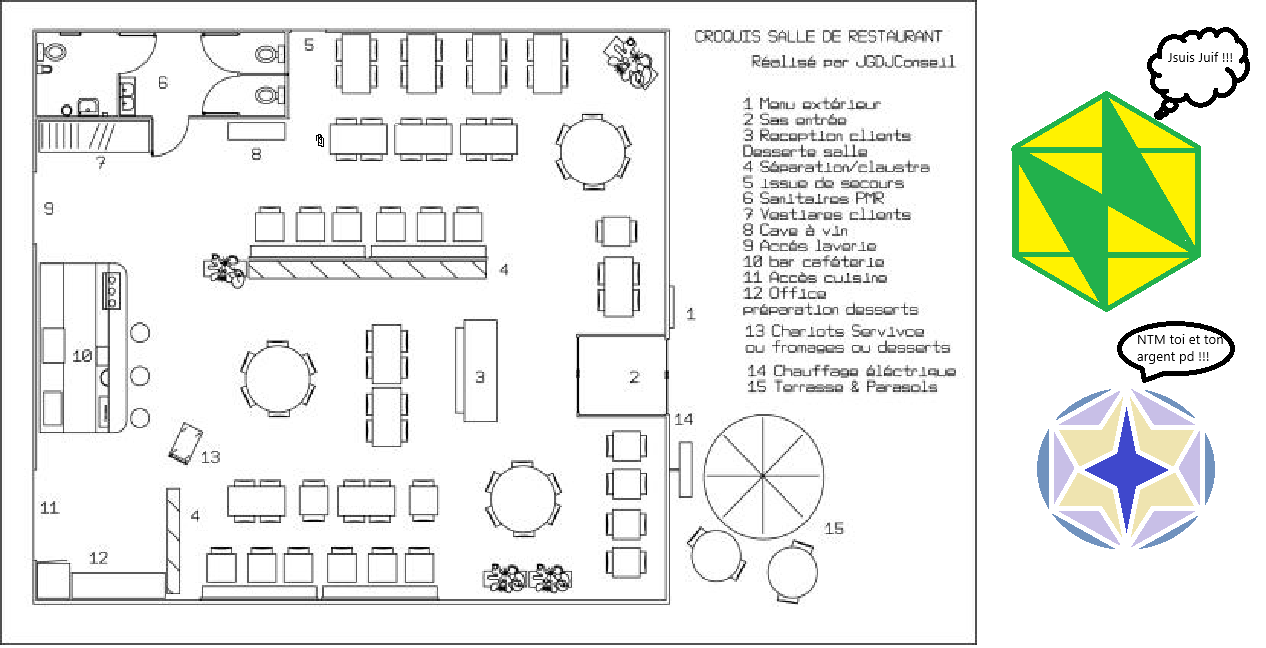 CROQUIS SALLE DE RESTAURANT
Réalisé par JGDJConseil
1 Menu extérieur
2 Sas entrée
3 Reception clients
Desserte salle
4 Séparation/claustra
5 issue de secours
6 Sanitaires PMR
7 Vestiares clients
8 Cave à vin
9 Accés laverie
10 bar caféterie
11 Accès cuisine
12 Office
préparation desserts
13 Chariots Servivce
ou fromages ou desserts
14 Chauffage éléctrique
15 Terrasse & Parasols
5
6
7
8
9
4
1
10
3
2
14
13
11
4
12
15
Jsuis Juif !!!
NTM toi et ton
argent pd !!!